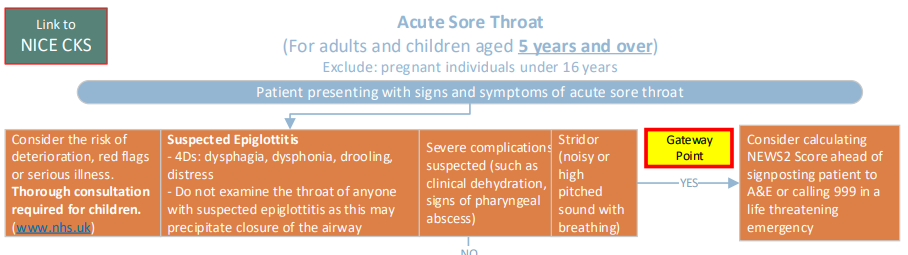 Link to
NICE CKS
Acute Sore Throat
(For adults and children aged 5 years and over)
Exclude: pregnant individuals under 16 years
Patient presenting with signs and symptoms of acute sore throat
Consider the risk of
deterioration, red flags
or serious illness.
Thorough consultation
required for children.
(www.nhs.uk)
Suspected Epiglottitis
- 4Ds: dysphagia, dysphonia, drooling,
distress
- Do not examine the throat of anyone
with suspected epiglottitis as this may
precipitate closure of the airway
Severe complications
suspected (such as
clinical dehydration,
signs of pharyngeal
abscess)
Stridor
(noisy or
high
pitched
sound with
breathing)
Gateway
Point
YES
Consider calculating
NEWS2 Score ahead of
signposting patient to
A&E or calling 999 in a
life threatening
emergency
NO